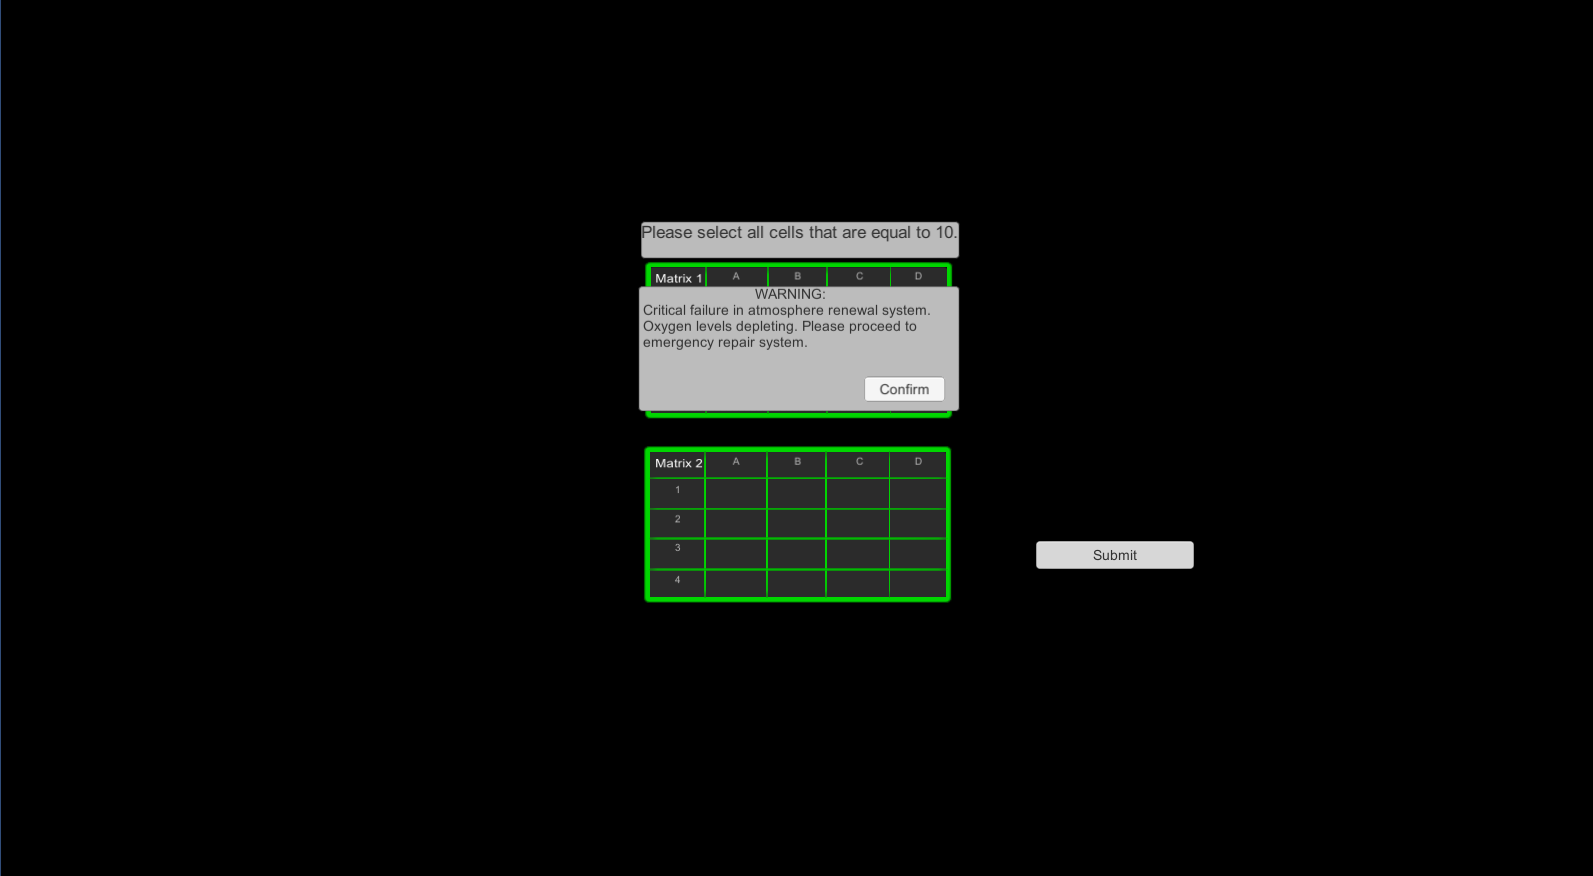 Please select all cells that are equal to 10.
Matrix 1 A B C D
WARNING:
Critical failure in atmosphere renewal system.
Oxygen levels depleting. Please proceed to
emergency repair system.
Confirm
Matrix 2 A B C D
1
2
3
4
Submit